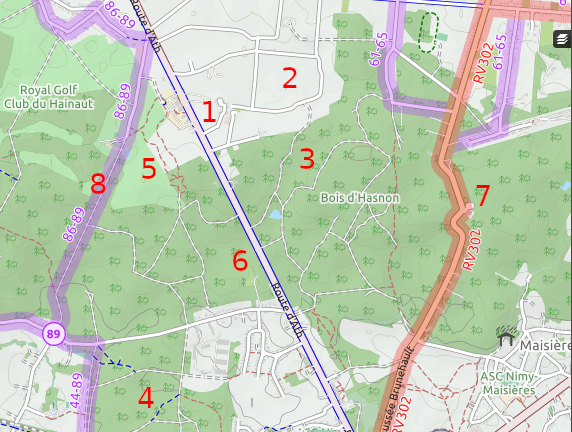 86-89
Route d'Ath
61-65
RV302
61-65
Royal Golf
Club du Hainaut
86-89
1
2
3
5
8
Bois d'Hasnon
7
86-89
6
RV302
Route d'Ath
89
Maisière
ASC Nimy-
Maisières
44-89
4
ussée Brunehault
RV302